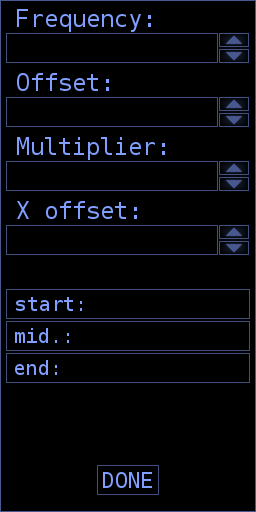 Frequency:
Offset:
Multiplier:
X offset:
start:
mid.:
end:
DONE